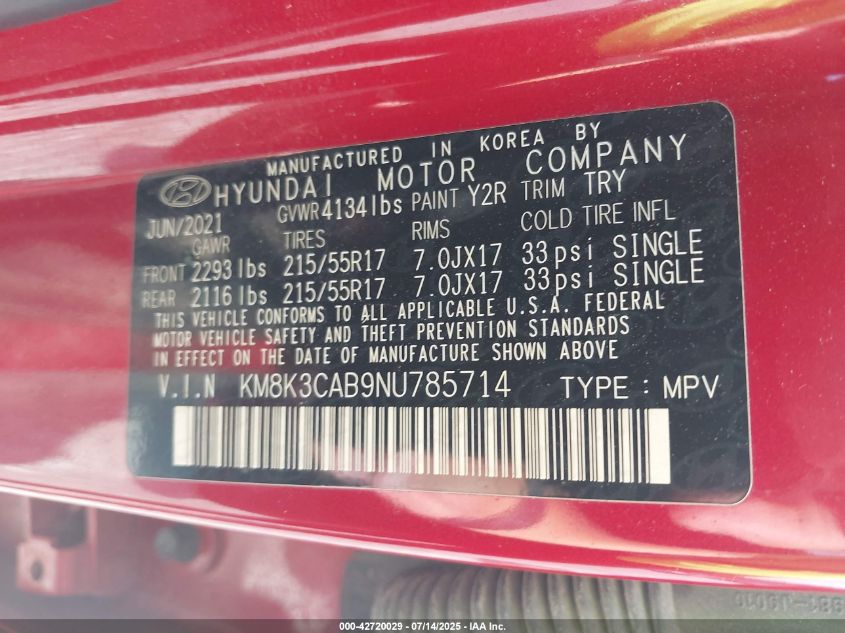 MANUFACTURED IN KOREA BY
HYUNDAI MOTOR COMPANY
JUN/2021 GVWR 4134 lbs PAINT Y2R TRIM TRY
GAWR TIRES RIMS COLD TIRE INFL
FRONT 2293 lbs 215/55R17 7.0JX17 33psi SINGLE
REAR 2116 lbs 215/55R17 7.0JX17 33psi SINGLE
THIS VEHICLE CONFORMS TO ALL APPLICABLE U.S.A. FEDERAL
MOTOR VEHICLE SAFETY AND THEFT PREVENTION STANDARDS
IN EFFECT ON THE DATE OF MANUFACTURE SHOWN ABOVE
V.I.N KM8K3CAB9NU785714 TYPE : MPV
000-42720029 - 07/14/2025 - IAA Inc.